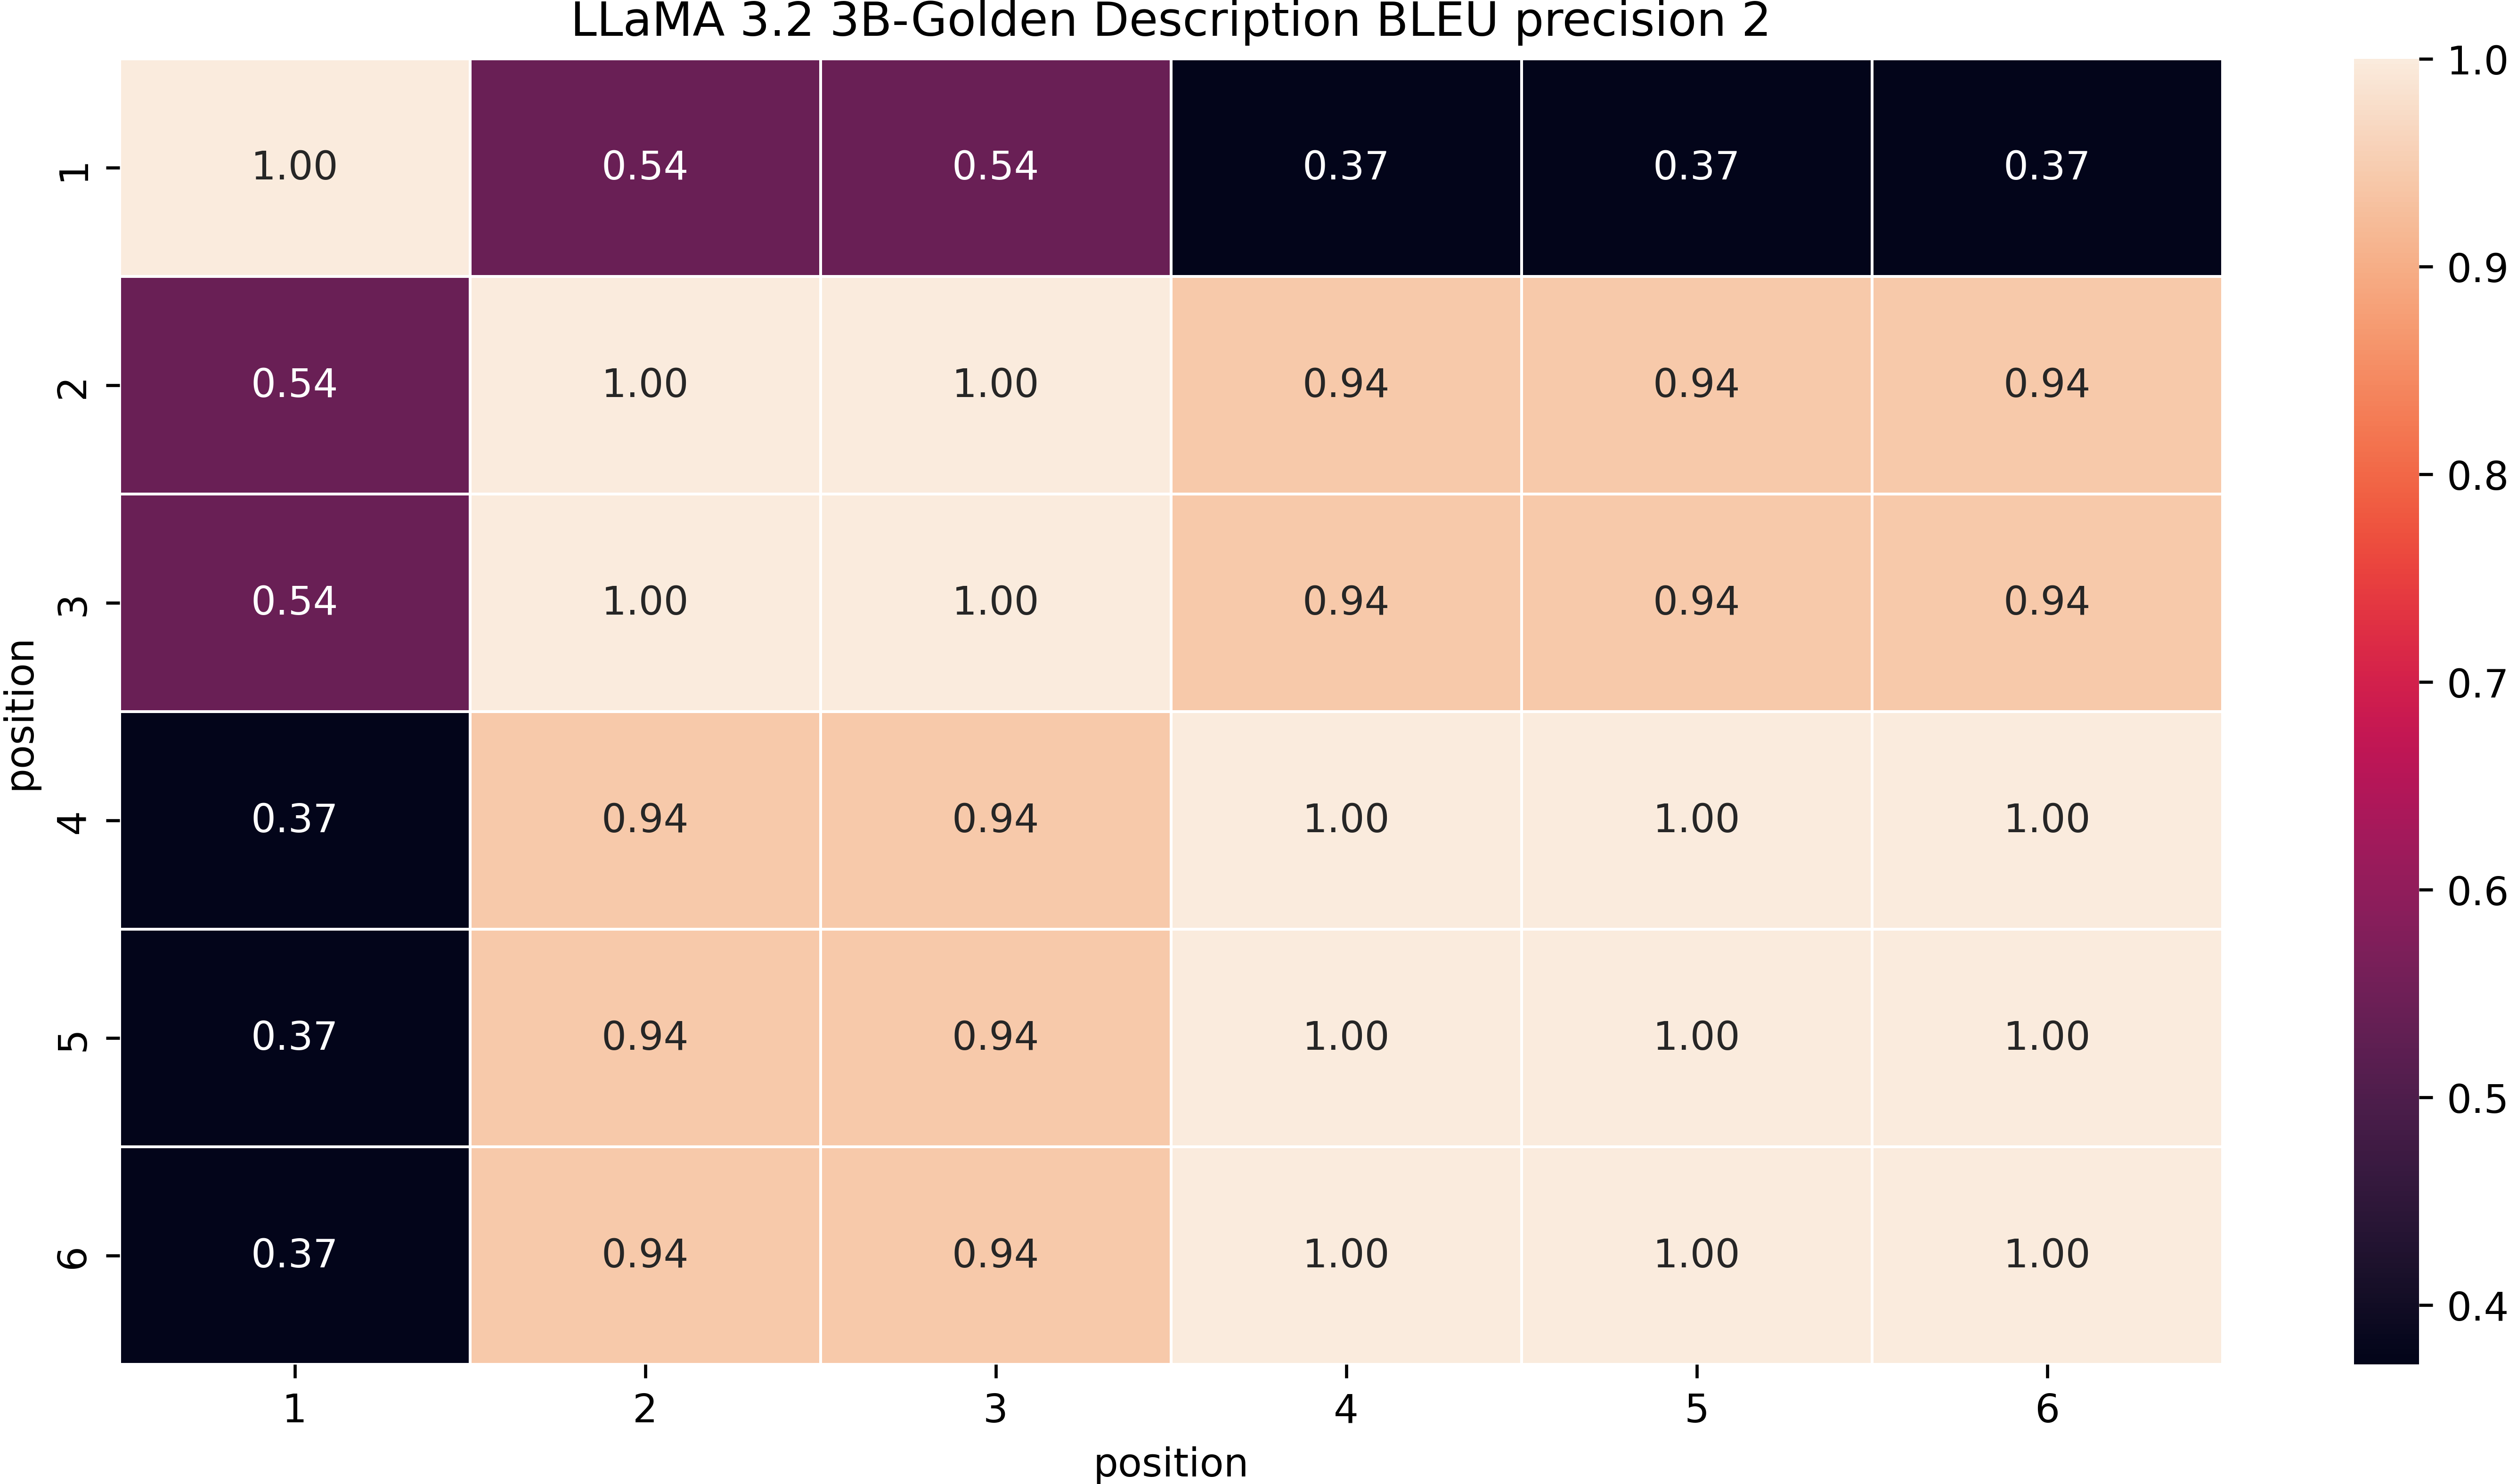 LLaMA 3.2 3B-Golden Description BLEU precision 2
1.0
1 1.00 0.54 0.54 0.37 0.37 0.37
0.9
2 0.54 1.00 1.00 0.94 0.94 0.94
0.8
3 0.54 1.00 1.00 0.94 0.94 0.94
0.7
position
4 0.37 0.94 0.94 1.00 1.00 1.00
0.6
5 0.37 0.94 0.94 1.00 1.00 1.00
0.5
6 0.37 0.94 0.94 1.00 1.00 1.00
0.4
1 2 3 4 5 6
position